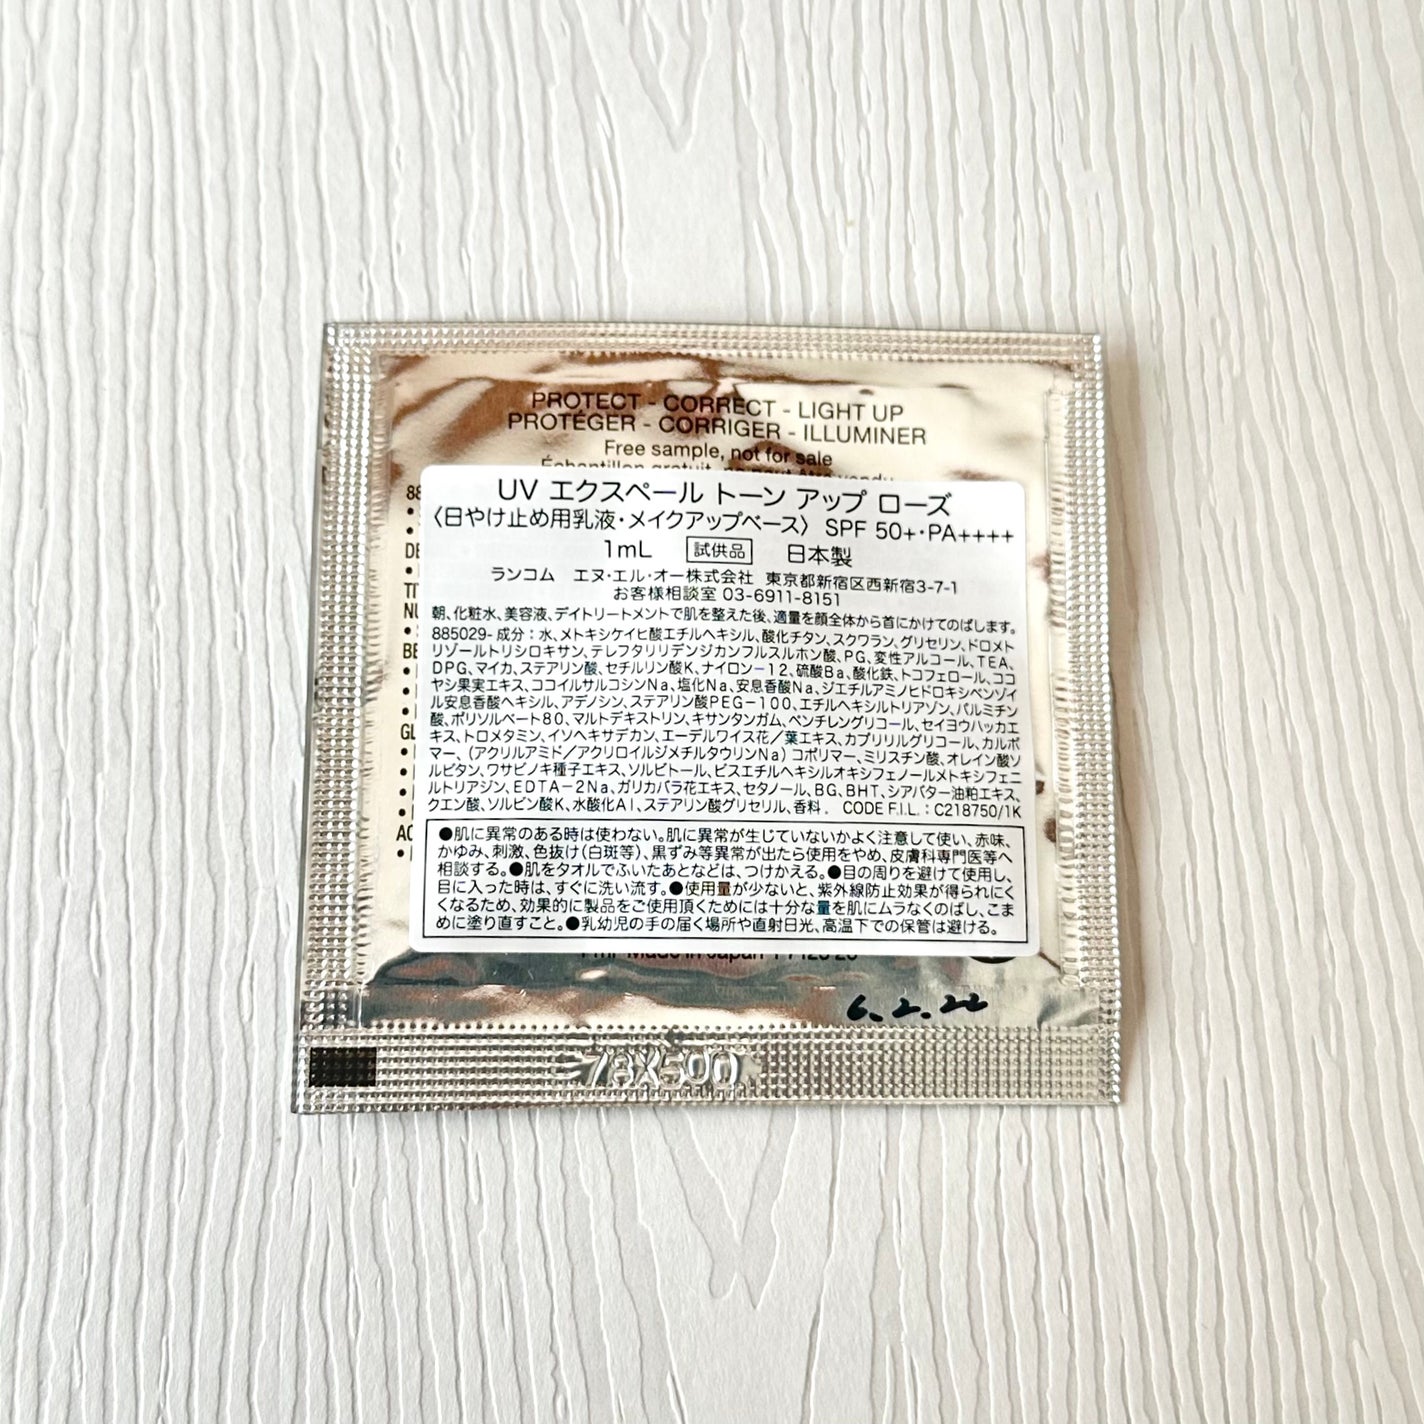 PROTECT - CORRECT - LIGHT UP
PROTÉGER - CORRIGER - ILLUMINER
Free sample, not for sale
UV エクスペール トーン アップ ローズ
〈日やけ止め用乳液・メイクアップベース〉 SPF 50+・PA++++
1mL 試供品 日本製
ランコム エヌ・エル・オー株式会社 東京都新宿区西新宿3-7-1
お客様相談室 03-6911-8151
朝、化粧水、美容液、デイトリートメントで肌を整えた後、適量を顔全体から首にかけてのばします。
885029- 成分：水、メトキシケイヒ酸エチルヘキシル、酸化チタン、スクワラン、グリセリン、ドロメト
リゾールトリシロキサン、テレフタリリデンジカンフルスルホン酸、PG、変性アルコール、TEA、
DPG、マイカ、ステアリン酸、セチルリン酸K、ナイロン－12、硫酸Ba、酸化鉄、トコフェロール、ココ
ヤシ果実エキス、ココイルサルコシンNa、塩化Na、安息香酸Na、ジエチルアミノヒドロキシベンゾイ
ル安息香酸ヘキシル、アデノシン、ステアリン酸PEG－100、エチルヘキシルトリアゾン、パルミチン
酸、ポリソルベート80、マルトデキストリン、キサンタンガム、ペンチレングリコール、セイヨウハッカエ
キス、トロメタミン、イソヘキサデカン、エーデルワイス花／葉エキス、カプリリルグリコール、カルボ
マー、（アクリルアミド／アクリロイルジメチルタウリンNa）コポリマー、ミリスチン酸、オレイン酸ソ
ルビタン、ワサビノキ種子エキス、ソルビトール、ビスエチルヘキシルオキシフェノールメトキシフェニ
ルトリアジン、EDTA－2Na、ガリカバラ花エキス、セタノール、BG、BHT、シアバター油粕エキス、
クエン酸、ソルビン酸K、水酸化Al、ステアリン酸グリセリル、香料． CODE F.I.L.：C218750/1K
●肌に異常のある時は使わない。肌に異常が生じていないかよく注意して使い、赤味、
かゆみ、刺激、色抜け（白斑等）、黒ずみ等異常が出たら使用をやめ、皮膚科専門医等へ
相談する。●肌をタオルでふいたあとなどは、つけかえる。●目の周りを避けて使用し、
目に入った時は、すぐに洗い流す。●使用量が少ないと、紫外線防止効果が得られにく
くなるため、効果的に製品をご使用頂くためには十分な量を肌にムラなくのばし、こま
めに塗り直すこと。●乳幼児の手の届く場所や直射日光、高温下での保管は避ける。
6.2.22
78X500